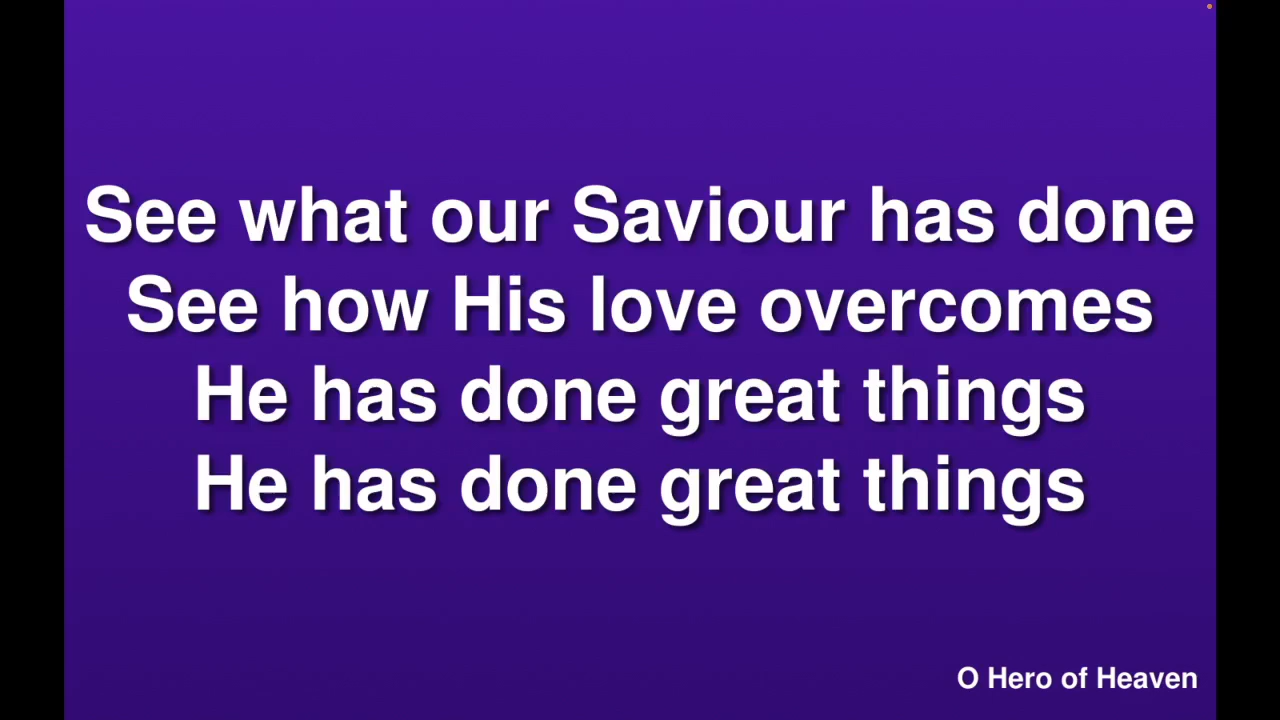 See what our Saviour has done
See how His love overcomes
He has done great things
He has done great things
O Hero of Heaven